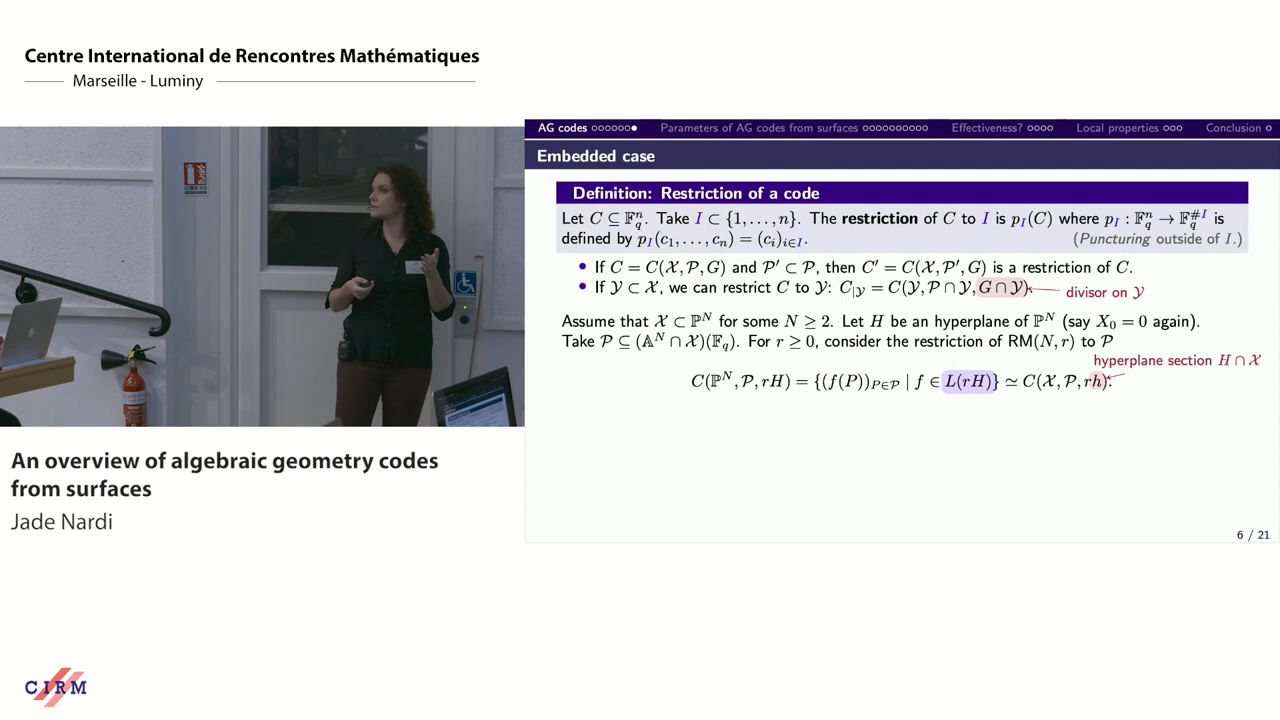 Centre International de Rencontres Mathématiques
Marseille - Luminy
AG codes ○○○○○○● Parameters of AG codes from surfaces ○○○○○○○○○○ Effectiveness? ○○○○ Local properties ○○○ Conclusion ○
Embedded case
Definition: Restriction of a code
Let C ⊆ 𝔽_q^n. Take I ⊂ {1, …, n}. The restriction of C to I is p_I(C) where p_I : 𝔽_q^n → 𝔽_q^{#I} is
defined by p_I(c_1, …, c_n) = (c_i)_{i∈I}. (Puncturing outside of I.)
• If C = C(𝒳, 𝒫, G) and 𝒫′ ⊂ 𝒫, then C′ = C(𝒳, 𝒫′, G) is a restriction of C.
• If 𝒴 ⊂ 𝒳, we can restrict C to 𝒴: C_{|𝒴} = C(𝒴, 𝒫 ∩ 𝒴, G ∩ 𝒴).
divisor on 𝒴
Assume that 𝒳 ⊂ ℙ^N for some N ≥ 2. Let H be an hyperplane of ℙ^N (say X_0 = 0 again).
Take 𝒫 ⊆ (𝔸^N ∩ 𝒳)(𝔽_q). For r ≥ 0, consider the restriction of RM(N, r) to 𝒫
hyperplane section H ∩ 𝒳
C(ℙ^N, 𝒫, rH) = {(f(P))_{P∈𝒫} | f ∈ L(rH)} ≃ C(𝒳, 𝒫, rh).
6 / 21
An overview of algebraic geometry codes
from surfaces
Jade Nardi
CIRM